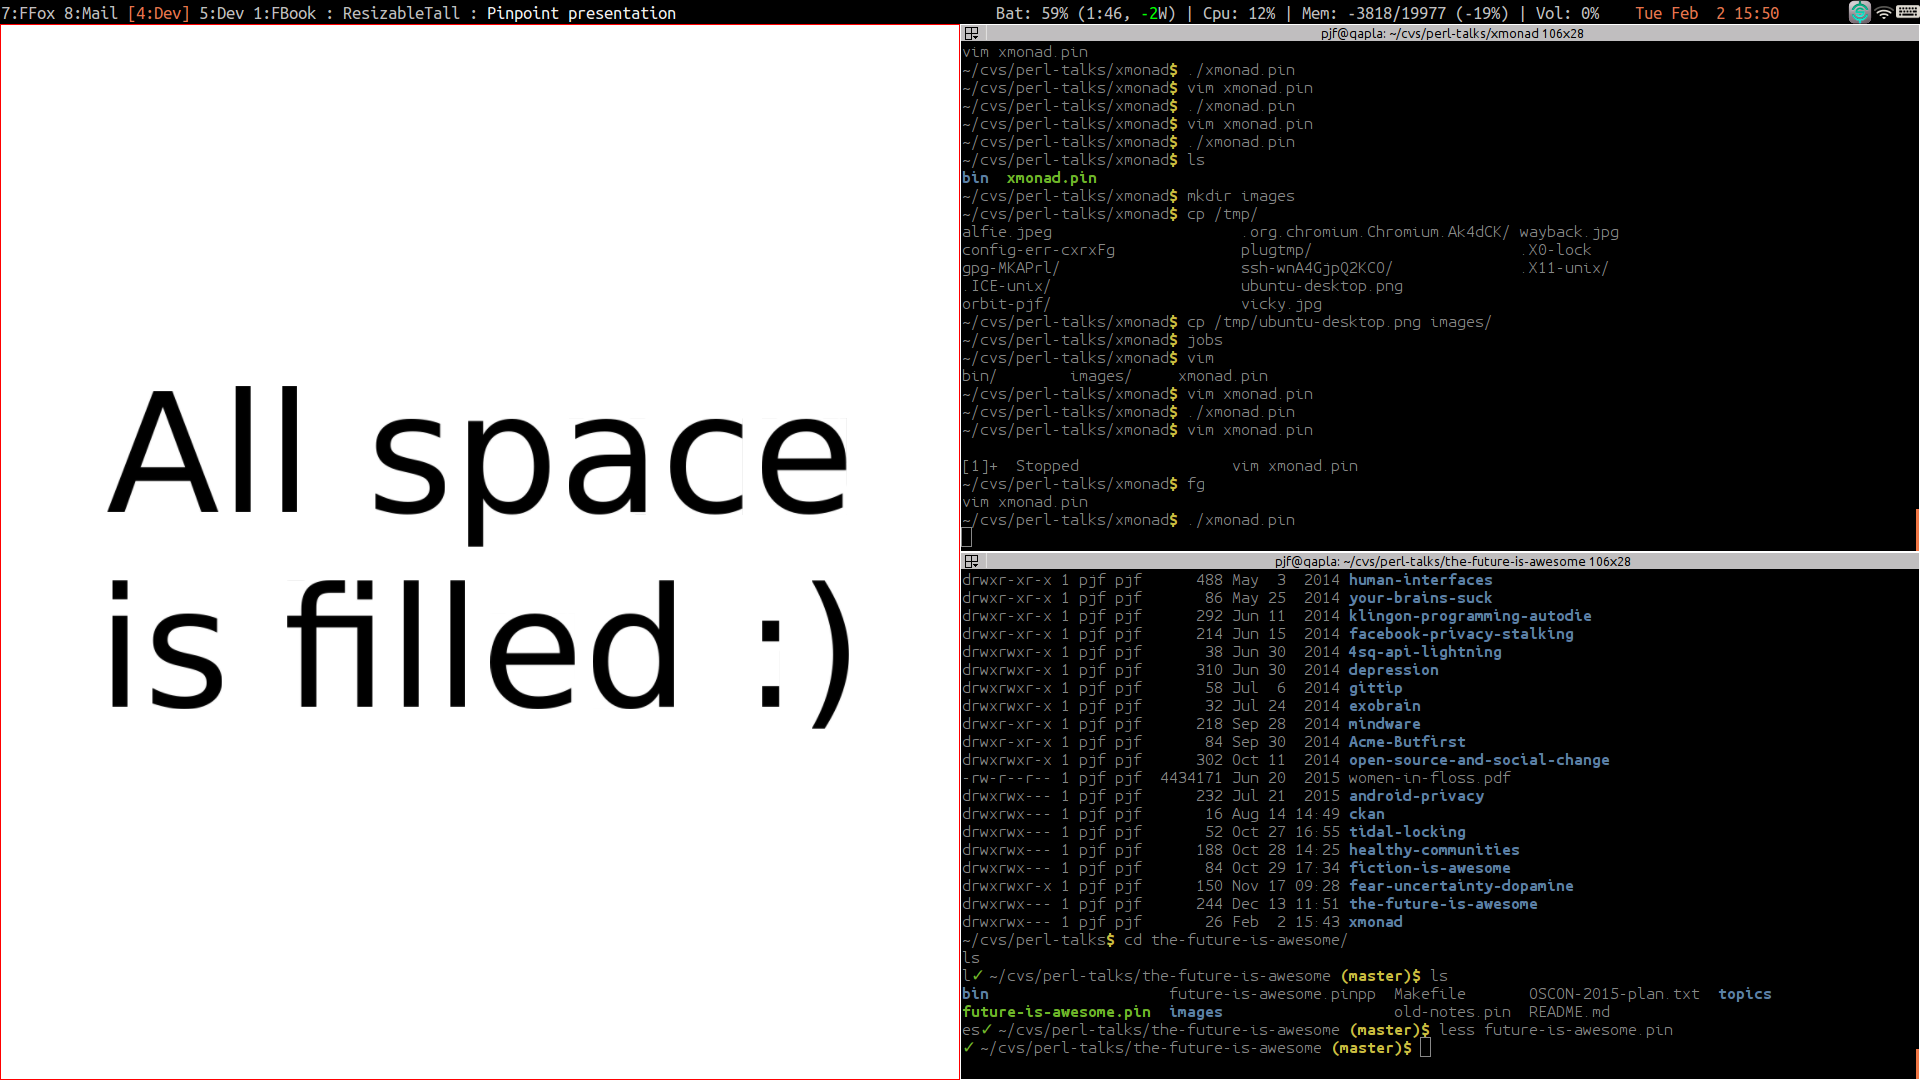 7:FFox 8:Mail [4:Dev] 5:Dev 1:FBook : ResizableTall : Pinpoint presentation
Bat: 59% (1:46, -2W) | Cpu: 12% | Mem: -3818/19977 (-19%) | Vol: 0% Tue Feb 2 15:50
All space
is filled :)
pjf@qapla: ~/cvs/perl-talks/xmonad 106x28
vim xmonad.pin
~/cvs/perl-talks/xmonad$ ./xmonad.pin
~/cvs/perl-talks/xmonad$ vim xmonad.pin
~/cvs/perl-talks/xmonad$ ./xmonad.pin
~/cvs/perl-talks/xmonad$ vim xmonad.pin
~/cvs/perl-talks/xmonad$ ./xmonad.pin
~/cvs/perl-talks/xmonad$ ls
bin xmonad.pin
~/cvs/perl-talks/xmonad$ mkdir images
~/cvs/perl-talks/xmonad$ cp /tmp/
alfie.jpeg .org.chromium.Chromium.Ak4dCK/ wayback.jpg
config-err-cxrxFg plugtmp/ .X0-lock
gpg-MKAPrl/ ssh-wnA4GjpQ2KCO/ .X11-unix/
.ICE-unix/ ubuntu-desktop.png
orbit-pjf/ vicky.jpg
~/cvs/perl-talks/xmonad$ cp /tmp/ubuntu-desktop.png images/
~/cvs/perl-talks/xmonad$ jobs
~/cvs/perl-talks/xmonad$ vim
bin/ images/ xmonad.pin
~/cvs/perl-talks/xmonad$ vim xmonad.pin
~/cvs/perl-talks/xmonad$ ./xmonad.pin
~/cvs/perl-talks/xmonad$ vim xmonad.pin
[1]+ Stopped vim xmonad.pin
~/cvs/perl-talks/xmonad$ fg
vim xmonad.pin
~/cvs/perl-talks/xmonad$ ./xmonad.pin
pjf@qapla: ~/cvs/perl-talks/the-future-is-awesome 106x28
drwxr-xr-x 1 pjf pjf 488 May 3 2014 human-interfaces
drwxr-xr-x 1 pjf pjf 86 May 25 2014 your-brains-suck
drwxrwxr-x 1 pjf pjf 292 Jun 11 2014 klingon-programming-autodie
drwxr-xr-x 1 pjf pjf 214 Jun 15 2014 facebook-privacy-stalking
drwxrwxr-x 1 pjf pjf 38 Jun 30 2014 4sq-api-lightning
drwxrwxr-x 1 pjf pjf 310 Jun 30 2014 depression
drwxr-xr-x 1 pjf pjf 58 Jul 6 2014 gittip
drwxrwxr-x 1 pjf pjf 32 Jul 24 2014 exobrain
drwxr-xr-x 1 pjf pjf 218 Sep 28 2014 mindware
drwxr-xr-x 1 pjf pjf 84 Sep 30 2014 Acme-Butfirst
drwxrwxr-x 1 pjf pjf 302 Oct 11 2014 open-source-and-social-change
-rw-r--r-- 1 pjf pjf 4434171 Jun 20 2015 women-in-floss.pdf
drwxrwx--- 1 pjf pjf 232 Jul 21 2015 android-privacy
drwxrwx--- 1 pjf pjf 16 Aug 14 14:49 ckan
drwxrwx--- 1 pjf pjf 52 Oct 27 16:55 tidal-locking
drwxrwx--- 1 pjf pjf 188 Oct 28 14:25 healthy-communities
drwxrwx--- 1 pjf pjf 84 Oct 29 17:34 fiction-is-awesome
drwxrwxr-x 1 pjf pjf 150 Nov 17 09:28 fear-uncertainty-dopamine
drwxrwx--- 1 pjf pjf 244 Dec 13 11:51 the-future-is-awesome
drwxrwx--- 1 pjf pjf 26 Feb 2 15:43 xmonad
~/cvs/perl-talks$ cd the-future-is-awesome/
ls
l✓ ~/cvs/perl-talks/the-future-is-awesome (master)$ ls
bin future-is-awesome.pinpp Makefile OSCON-2015-plan.txt topics
future-is-awesome.pin images old-notes.pin README.md
es✓ ~/cvs/perl-talks/the-future-is-awesome (master)$ less future-is-awesome.pin
✓ ~/cvs/perl-talks/the-future-is-awesome (master)$